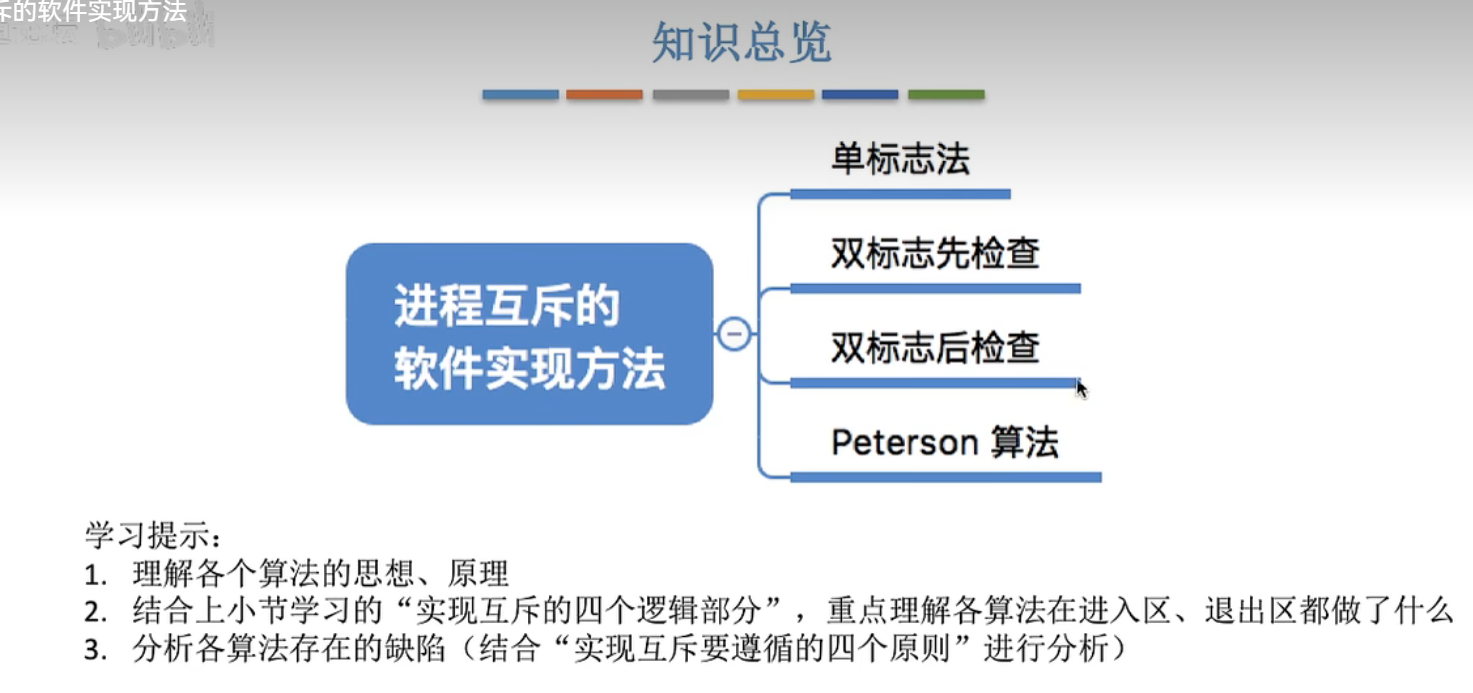 斥的软件实现方法
知识总览
单标志法
双标志先检查
进程互斥的
软件实现方法
双标志后检查
Peterson 算法
学习提示：
1. 理解各个算法的思想、原理
2. 结合上小节学习的“实现互斥的四个逻辑部分”，重点理解各算法在进入区、退出区都做了什么
3. 分析各算法存在的缺陷（结合“实现互斥要遵循的四个原则”进行分析）